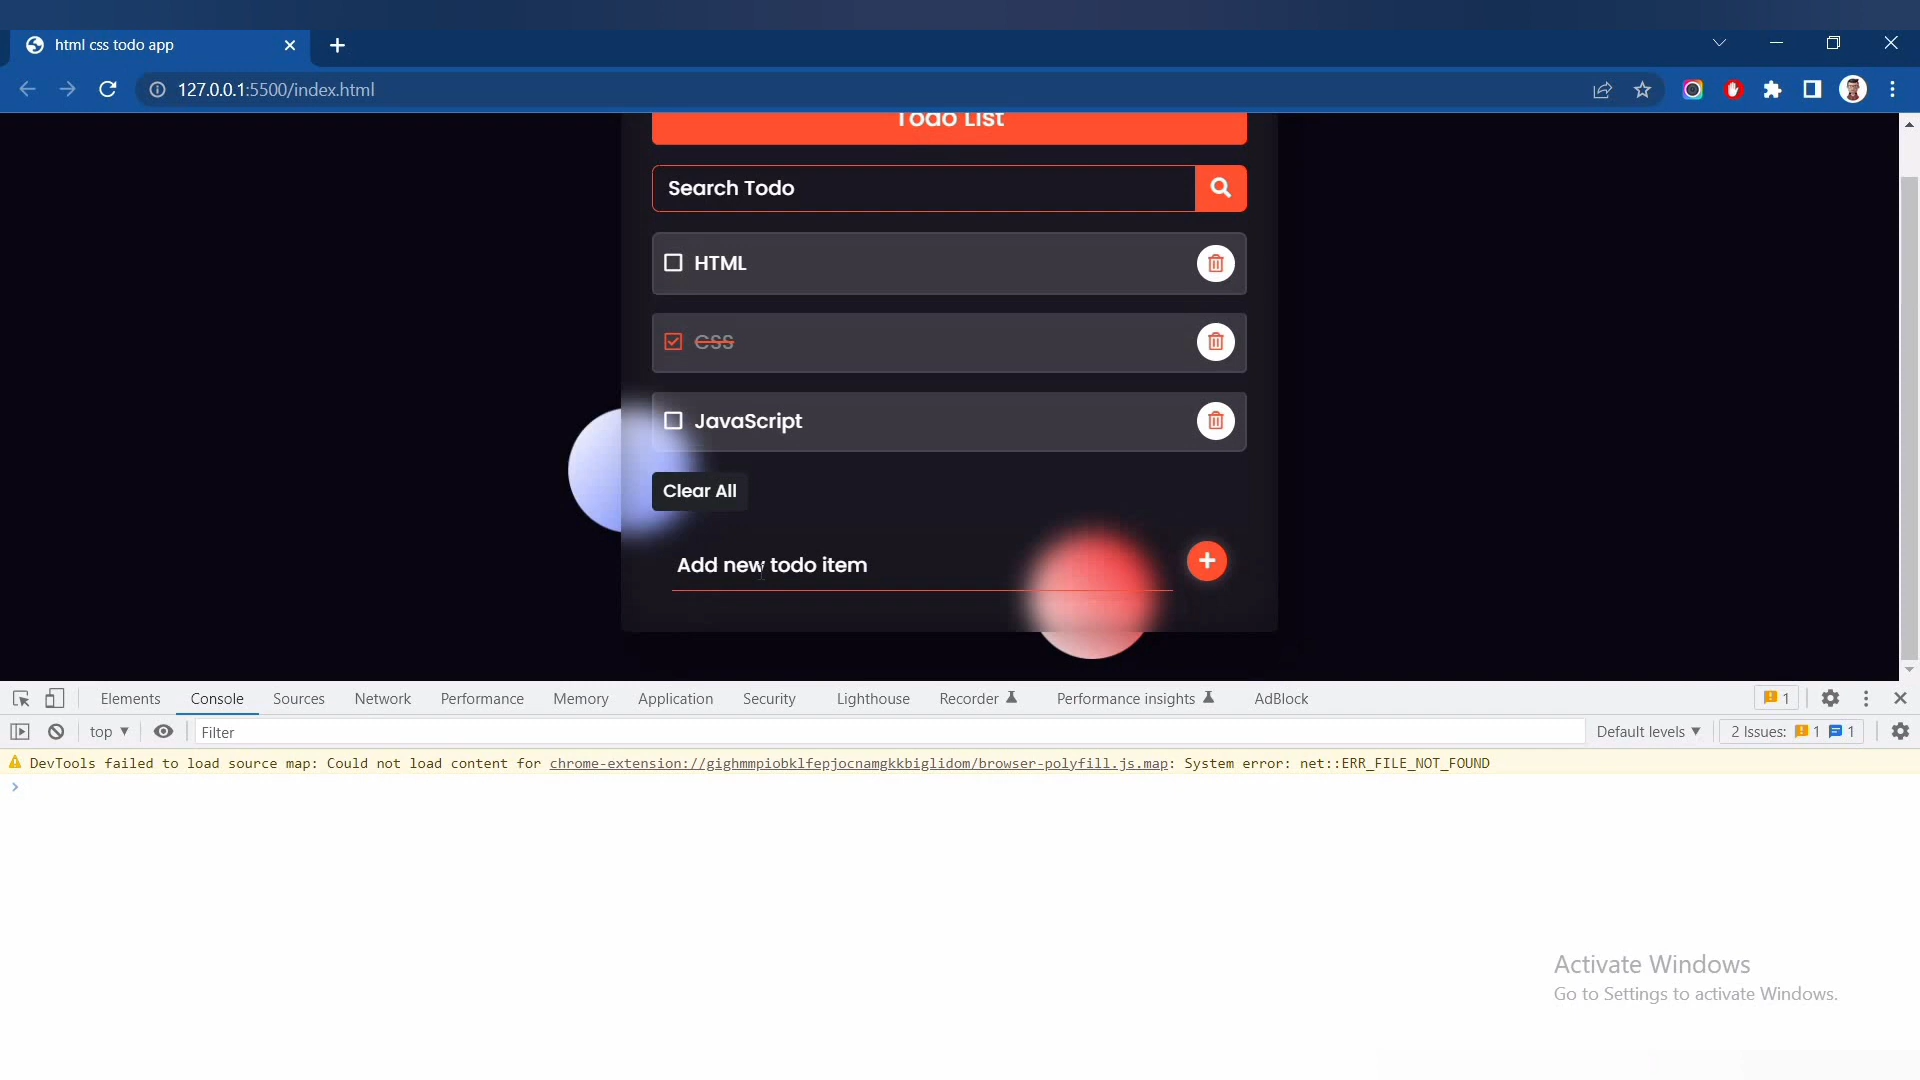 html css todo app
127.0.0.1:5500/index.html
Todo List
Search Todo
HTML
CSS
JavaScript
Clear All
Add new todo item
Elements Console Sources Network Performance Memory Application Security Lighthouse Recorder Performance insights AdBlock 1
top Filter Default levels 2 Issues: 1 1
DevTools failed to load source map: Could not load content for chrome-extension://gighmmpiobklfepjocnamgkkbiglidom/browser-polyfill.js.map: System error: net::ERR_FILE_NOT_FOUND
Activate Windows
Go to Settings to activate Windows.